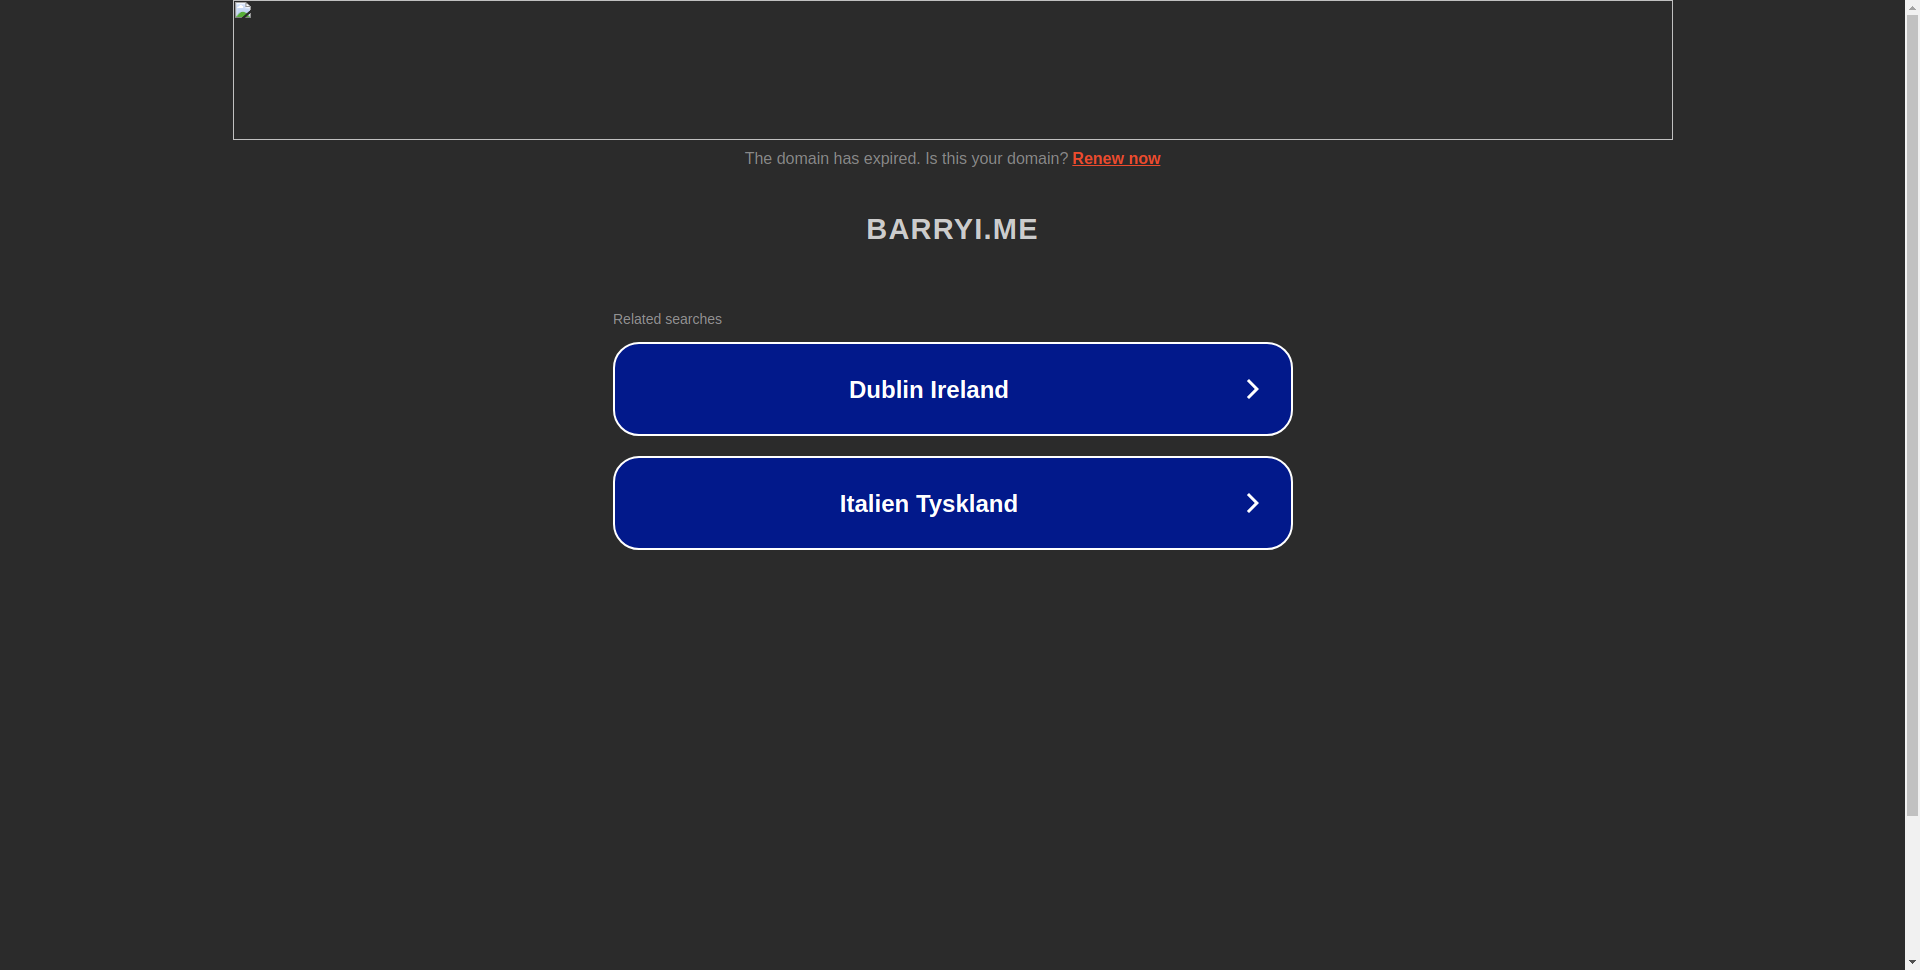 The domain has expired. Is this your domain? Renew now
BARRYI.ME
Related searches
Dublin Ireland
Italien Tyskland